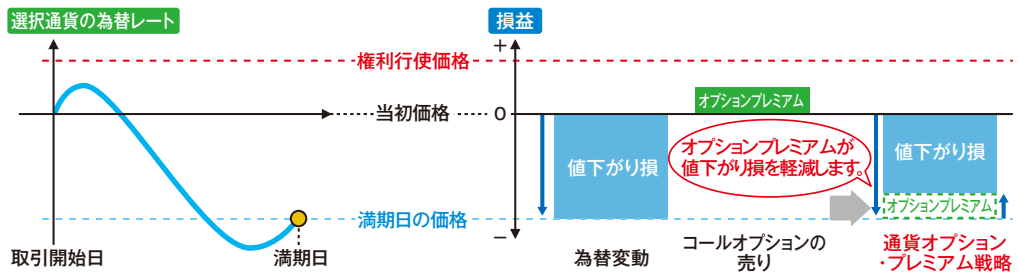 選択通貨の為替レート
権利行使価格
当初価格
満期日の価格
取引開始日
満期日
損益
+
0
−
値下がり損
為替変動
オプションプレミアム
オプションプレミアムが
値下がり損を軽減します。
コールオプションの
売り
値下がり損
オプションプレミアム
通貨オプション
・プレミアム戦略